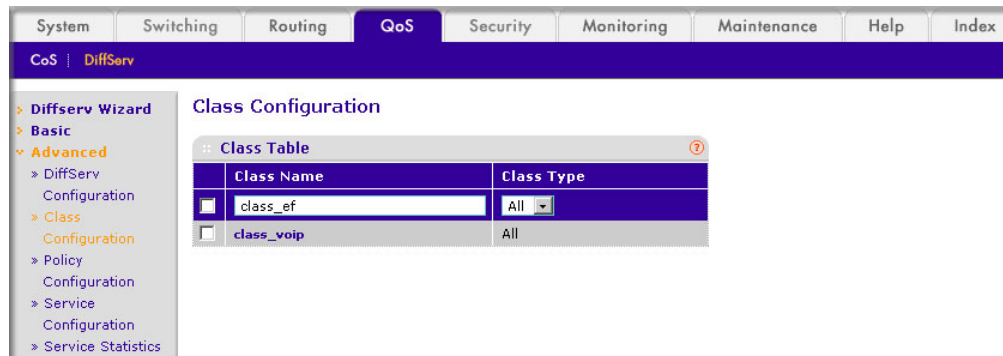 System Switching Routing QoS Security Monitoring Maintenance Help Index
CoS | DiffServ
Diffserv Wizard
Basic
Advanced
» DiffServ
Configuration
» Class
Configuration
» Policy
Configuration
» Service
Configuration
» Service Statistics
Class Configuration
Class Table ?
Class Name Class Type
class_ef All
class_voip All